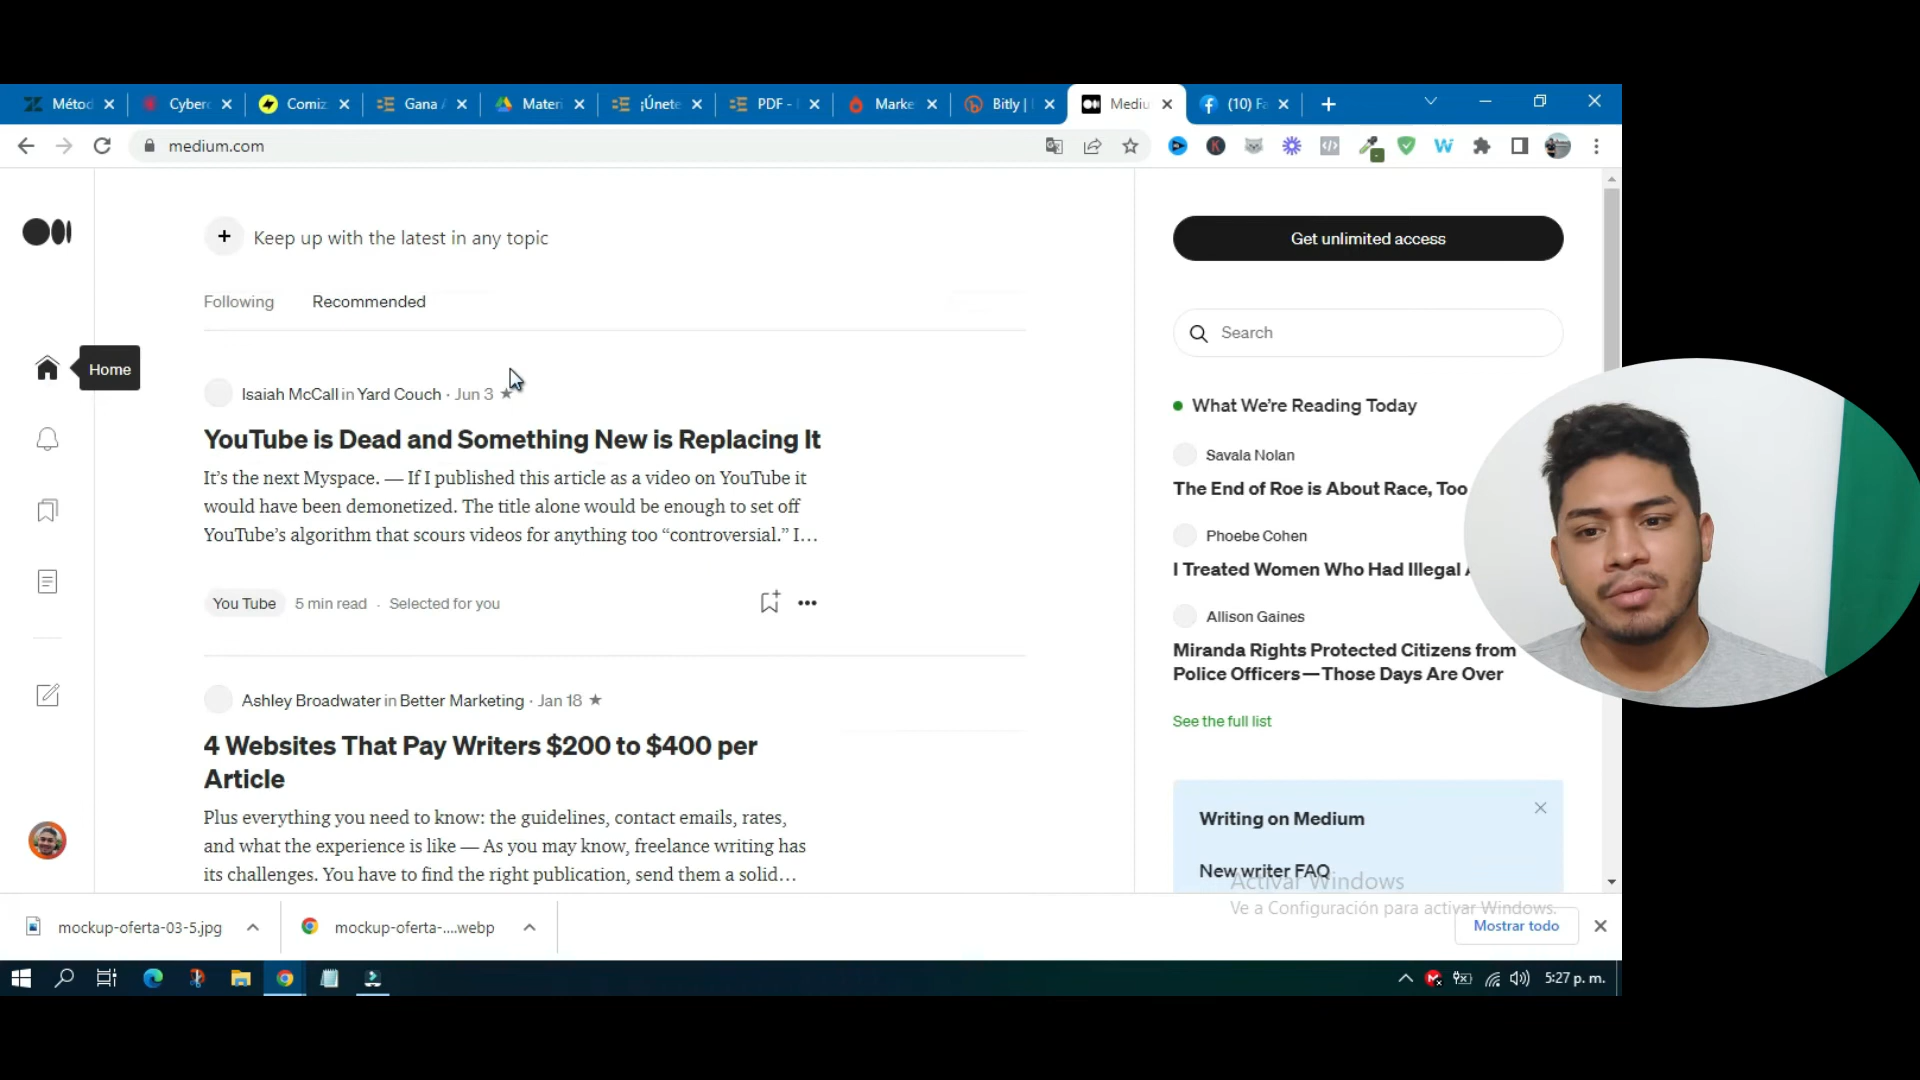 Métod
Cyber
Comiz
Gana A
Materi
¡Únete
PDF -
Marke
Bitly |
Mediu
(10) Fa
medium.com
Keep up with the latest in any topic
Get unlimited access
Following
Recommended
Search
Home
Isaiah McCall in Yard Couch · Jun 3
YouTube is Dead and Something New is Replacing It
It's the next Myspace. — If I published this article as a video on YouTube it
would have been demonetized. The title alone would be enough to set off
YouTube's algorithm that scours videos for anything too “controversial.” I…
You Tube
5 min read · Selected for you
What We're Reading Today
Savala Nolan
The End of Roe is About Race, Too
Phoebe Cohen
I Treated Women Who Had Illegal
Allison Gaines
Miranda Rights Protected Citizens from
Police Officers — Those Days Are Over
See the full list
Ashley Broadwater in Better Marketing · Jan 18
4 Websites That Pay Writers $200 to $400 per
Article
Plus everything you need to know: the guidelines, contact emails, rates,
and what the experience is like — As you may know, freelance writing has
its challenges. You have to find the right publication, send them a solid…
Writing on Medium
New writer FAQ
Activar Windows
Ve a Configuración para activar Windows.
mockup-oferta-03-5.jpg
mockup-oferta-....webp
Mostrar todo
5:27 p. m.